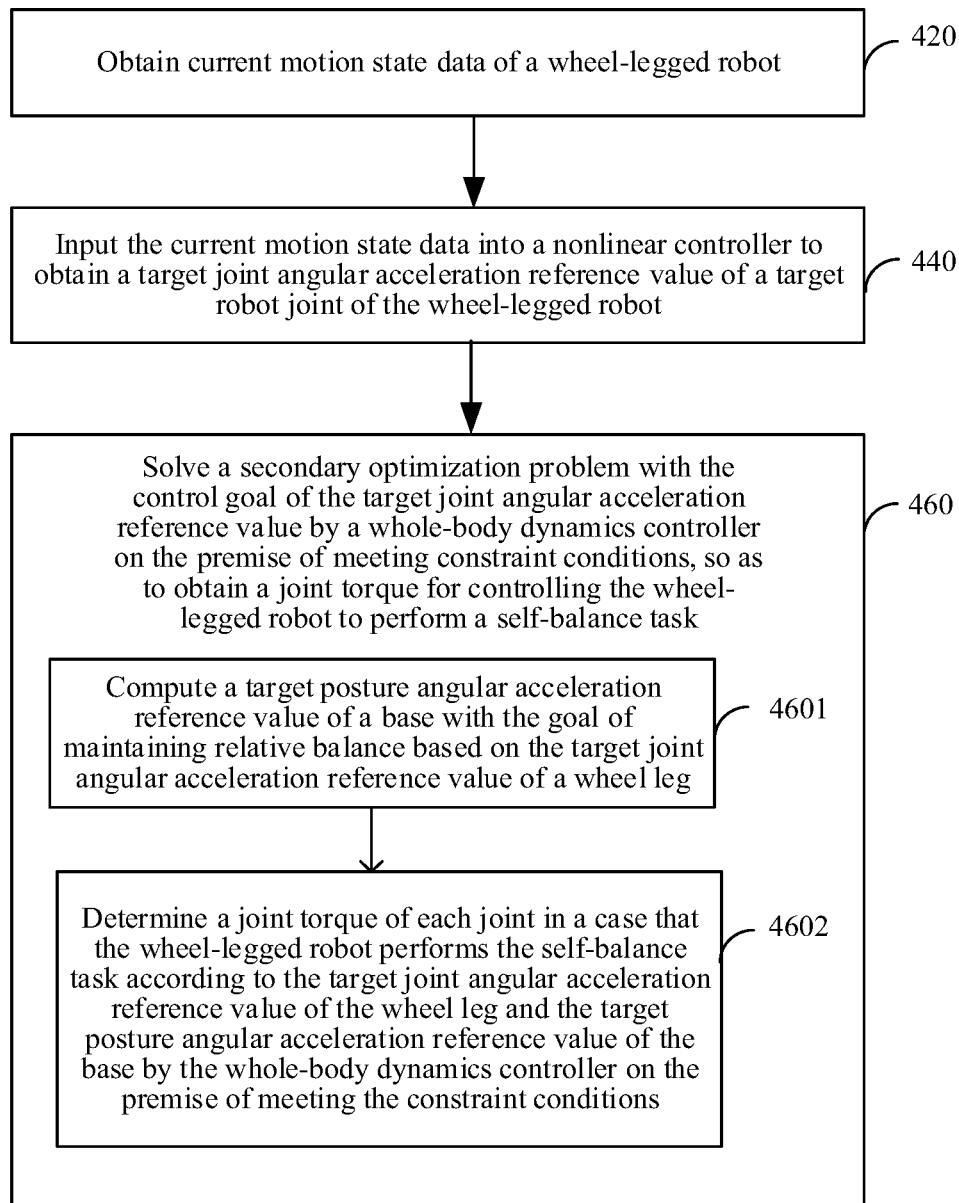 Obtain current motion state data of a wheel-legged robot
420
Input the current motion state data into a nonlinear controller to
obtain a target joint angular acceleration reference value of a target
robot joint of the wheel-legged robot
440
Solve a secondary optimization problem with the
control goal of the target joint angular acceleration
reference value by a whole-body dynamics controller
on the premise of meeting constraint conditions, so as
to obtain a joint torque for controlling the wheel-
legged robot to perform a self-balance task
460
Compute a target posture angular acceleration
reference value of a base with the goal of
maintaining relative balance based on the target joint
angular acceleration reference value of a wheel leg
4601
Determine a joint torque of each joint in a case that
the wheel-legged robot performs the self-balance
task according to the target joint angular acceleration
reference value of the wheel leg and the target
posture angular acceleration reference value of the
base by the whole-body dynamics controller on the
premise of meeting the constraint conditions
4602